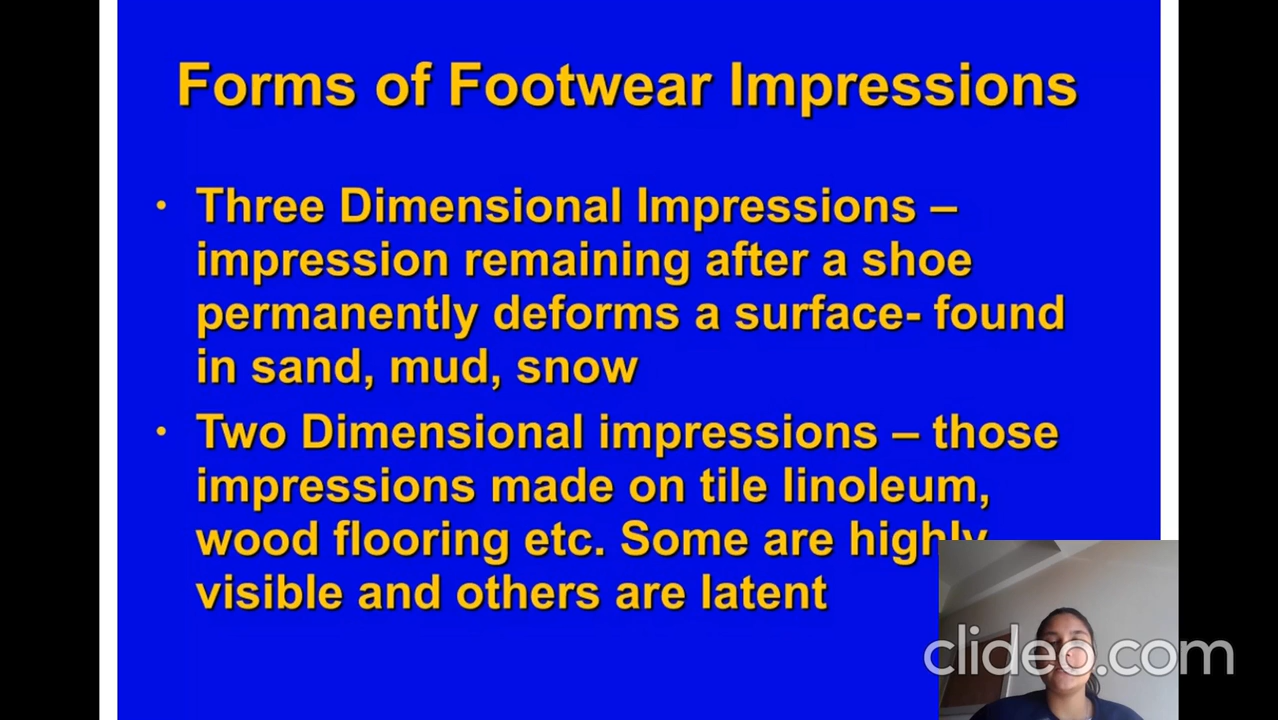 Forms of Footwear Impressions
• Three Dimensional Impressions –
impression remaining after a shoe
permanently deforms a surface- found
in sand, mud, snow
• Two Dimensional impressions – those
impressions made on tile linoleum,
wood flooring etc. Some are highly
visible and others are latent
clideo.com